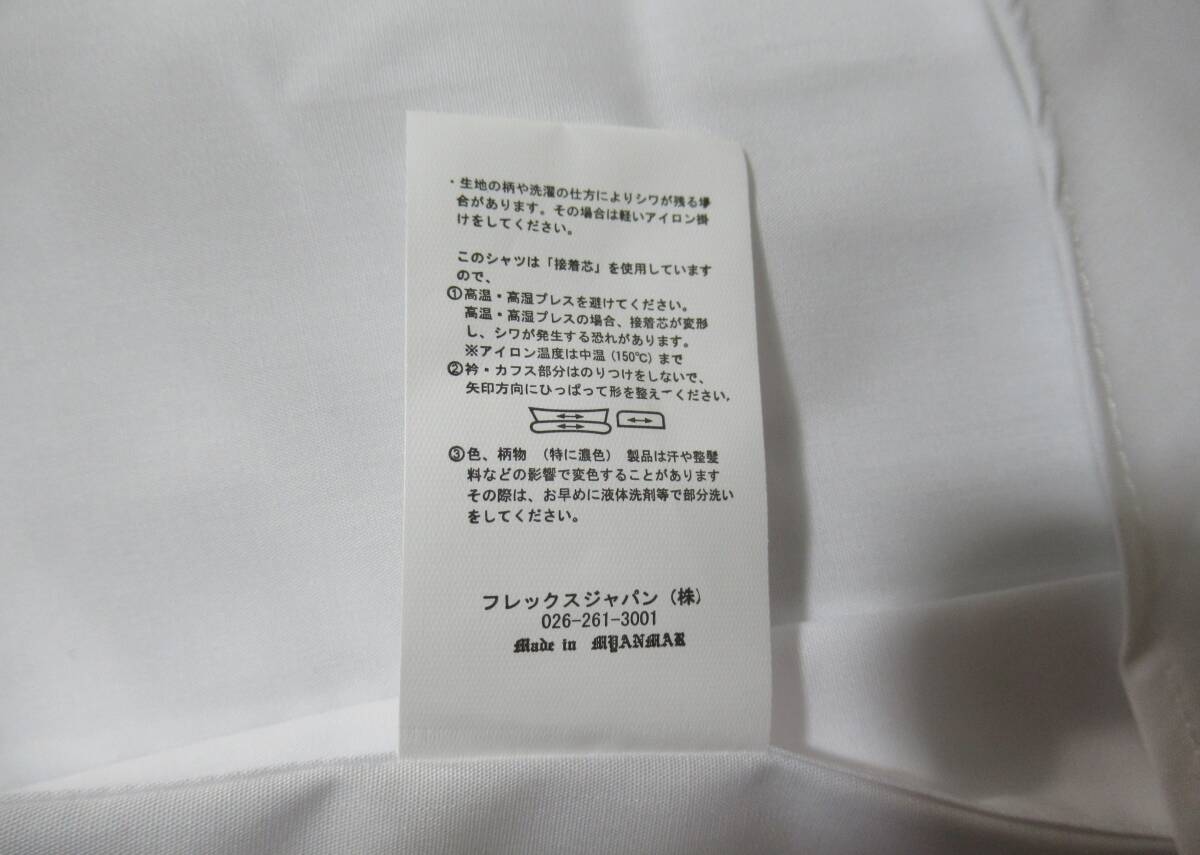 ・生地の柄や洗濯の仕方によりシワが残る場
合があります。その場合は軽いアイロン掛
けをしてください。
このシャツは「接着芯」を使用しています
ので、
①高温・高湿プレスを避けてください。
高温・高湿プレスの場合、接着芯が変形
し、シワが発生する恐れがあります。
※アイロン温度は中温(150℃)まで
②衿・カフス部分はのりつけをしないで、
矢印方向にひっぱって形を整えてください。
③色、柄物 (特に濃色) 製品は汗や整髪
料などの影響で変色することがあります
その際は、お早めに液体洗剤等で部分洗い
をしてください。
フレックスジャパン(株)
026-261-3001
Made in MYANMAR